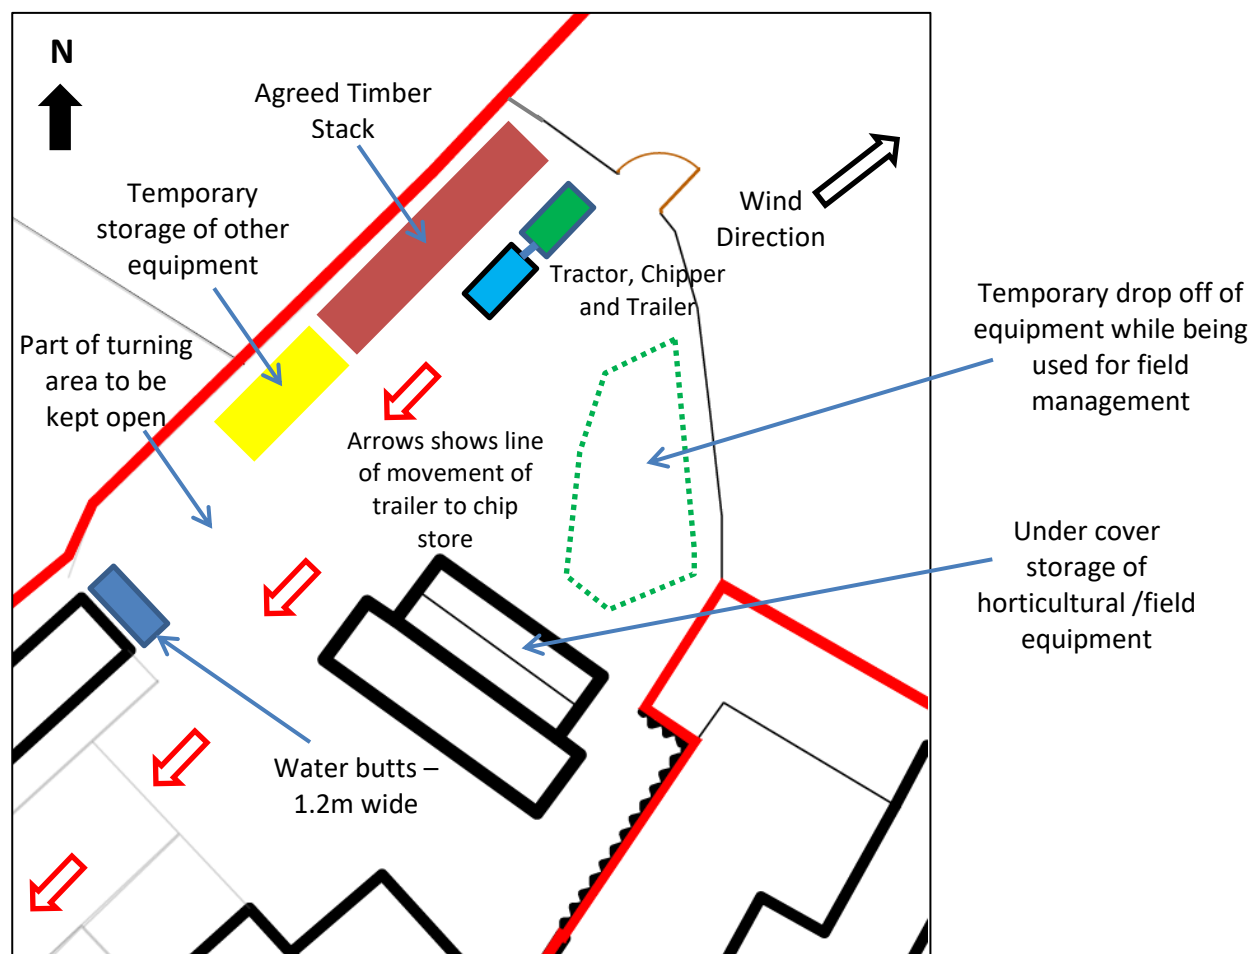 N
Agreed Timber
Stack
Temporary
storage of other
equipment
Wind
Direction
Tractor, Chipper
and Trailer
Part of turning
area to be
kept open
Arrows shows line
of movement of
trailer to chip
store
Temporary drop off of
equipment while being
used for field
management
Under cover
storage of
horticultural /field
equipment
Water butts –
1.2m wide